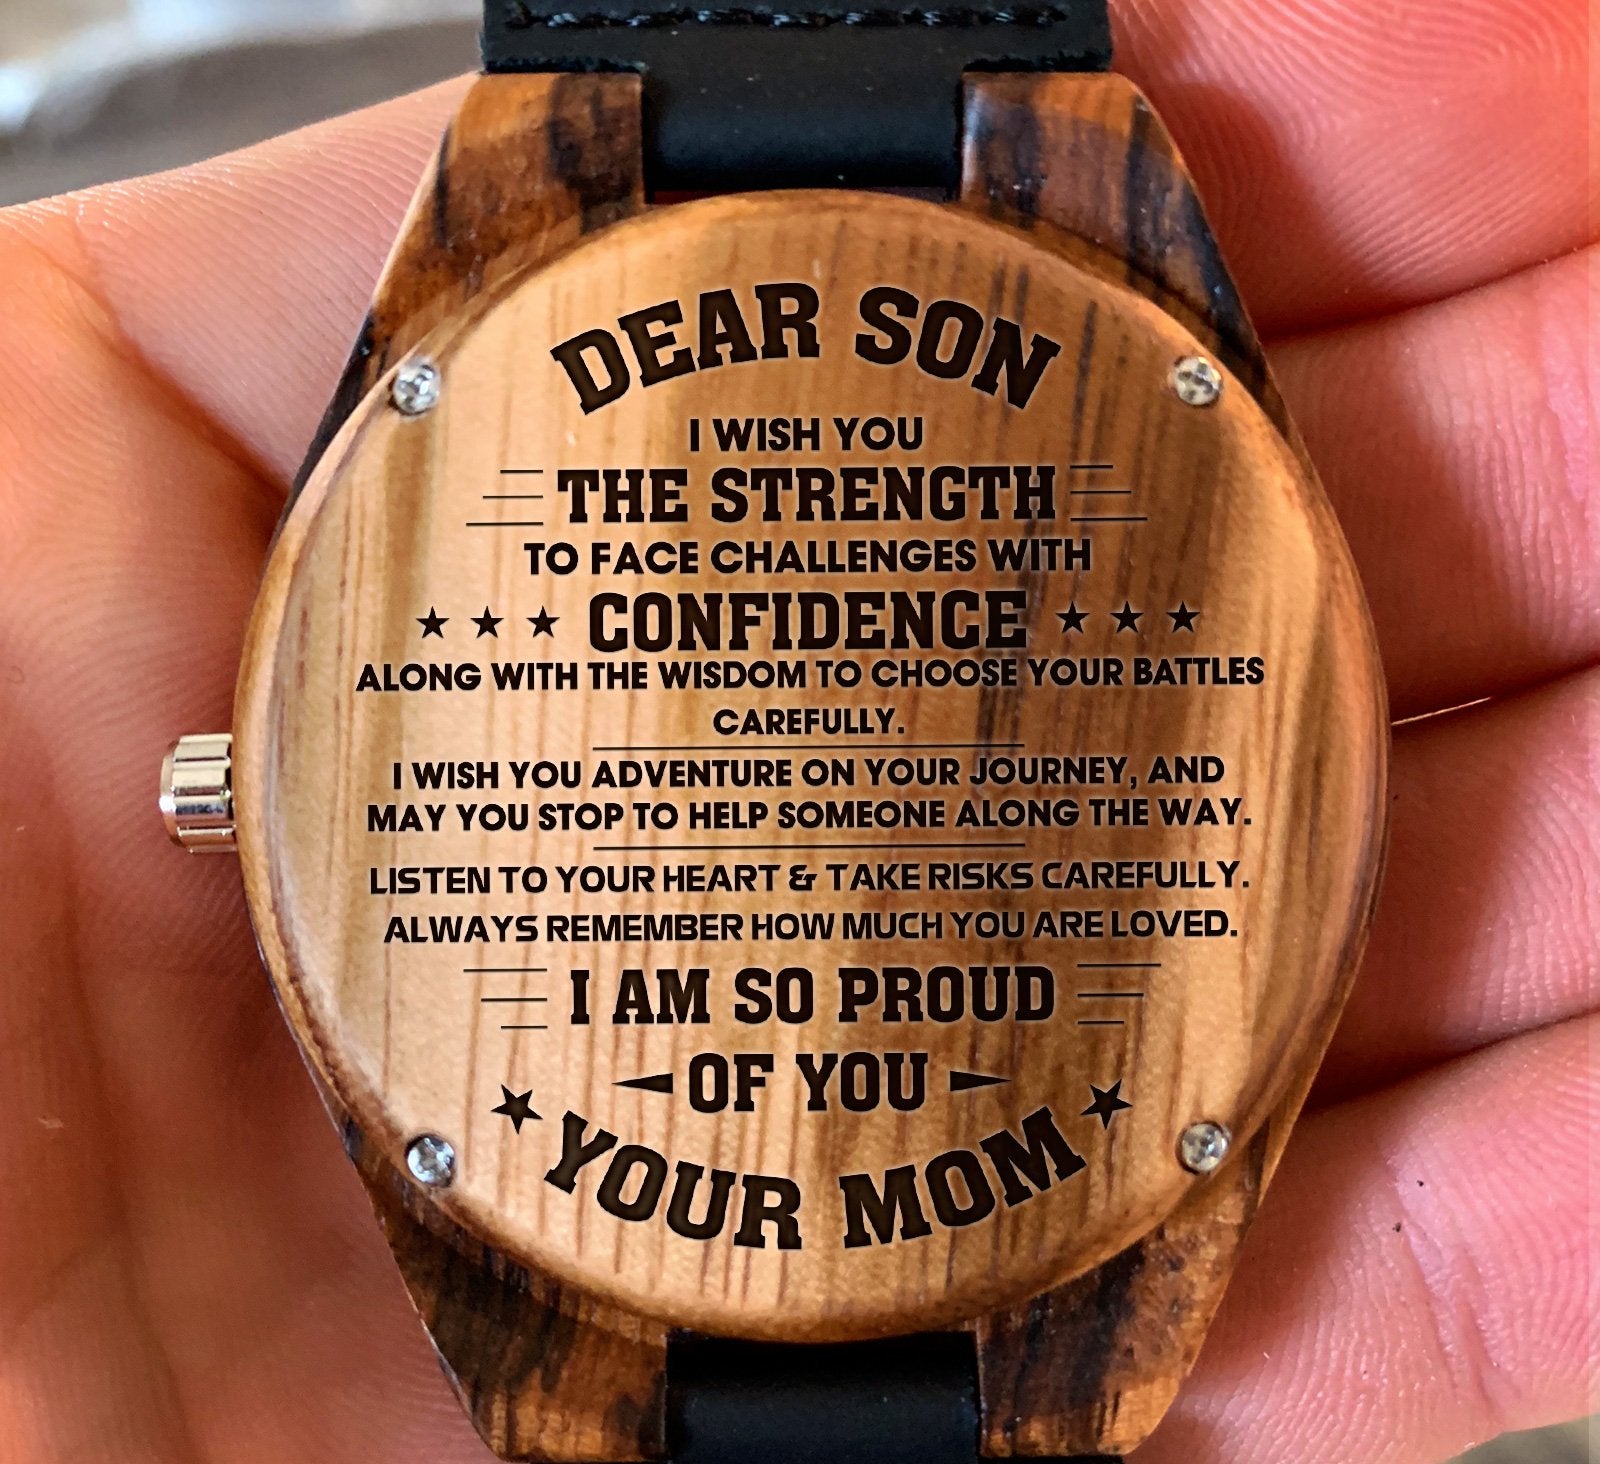 DEAR SON
I WISH YOU
THE STRENGTH
TO FACE CHALLENGES WITH
CONFIDENCE
ALONG WITH THE WISDOM TO CHOOSE YOUR BATTLES
CAREFULLY.
I WISH YOU ADVENTURE ON YOUR JOURNEY, AND
MAY YOU STOP TO HELP SOMEONE ALONG THE WAY.
LISTEN TO YOUR HEART & TAKE RISKS CAREFULLY.
ALWAYS REMEMBER HOW MUCH YOU ARE LOVED.
I AM SO PROUD
OF YOU
YOUR MOM